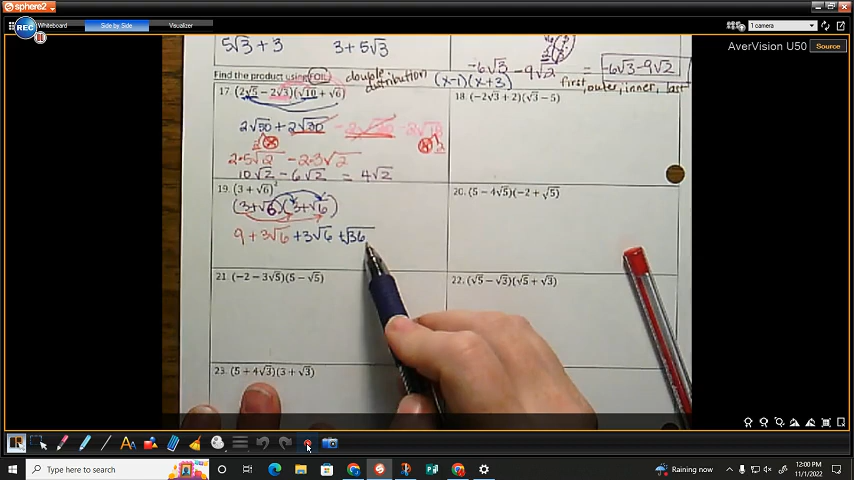 sphere2
REC
Whiteboard
Side by Side
Visualizer
1 camera
AverVision U50
Source
5√3 + 3
3 + 5√3
-6√3 - 9√2 = -6√3 - 9√2
Find the product using FOIL
double distribution
(x-1)(x+3)
first, outer, inner, last
17. (2√5 − 2√3)(√10 + √6)
2√50 + 2√30 - 2√30 - 2√18
2·5√2 - 2·3√2
10√2 - 6√2 = 4√2
18. (−2√3 + 2)(√3 − 5)
19. (3 + √6)²
(3+√6)(3+√6)
9 + 3√6 + 3√6 + √36
20. (5 − 4√5)(−2 + √5)
21. (−2 − 3√5)(5 − √5)
22. (√5 − √3)(√5 + √3)
23. (5 + 4√3)(3 + √3)
Type here to search
Raining now
12:00 PM
11/1/2022